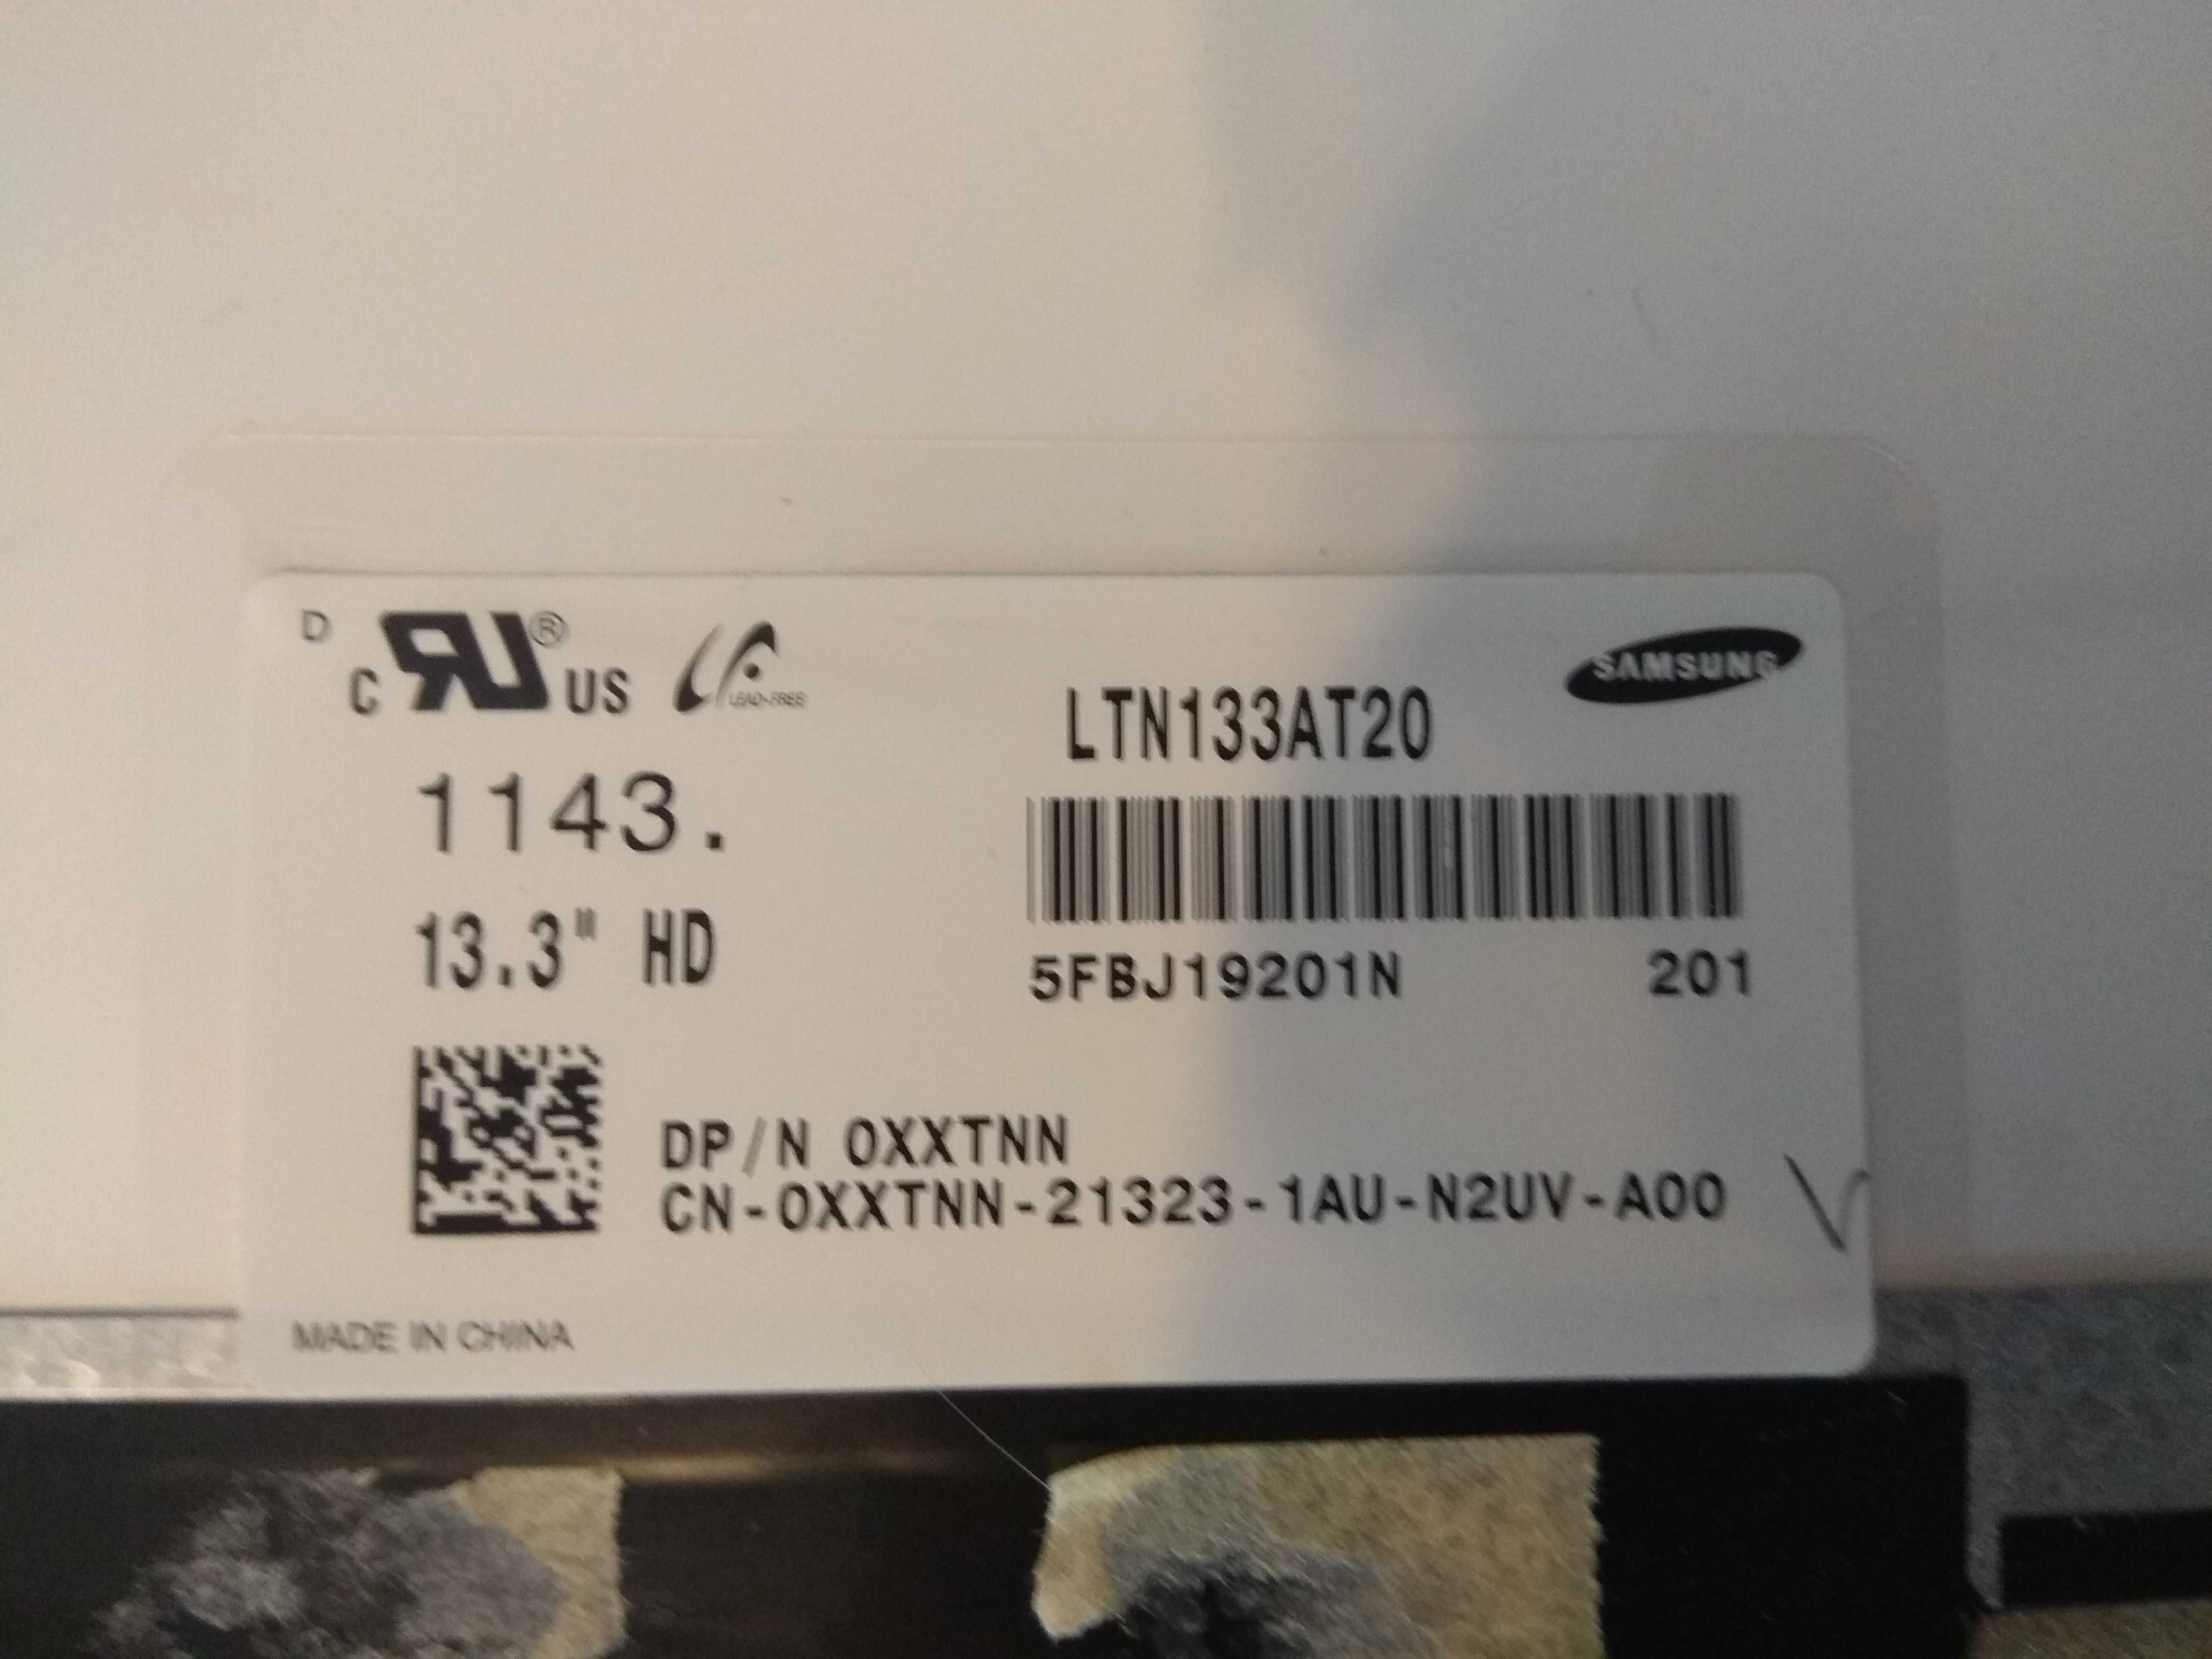 D
C RU ® US LEAD-FREE
SAMSUNG
LTN133AT20
1143.
13.3" HD
5FBJ19201N 201
DP/N 0XXTNN
CN-0XXTNN-21323-1AU-N2UV-A00
MADE IN CHINA